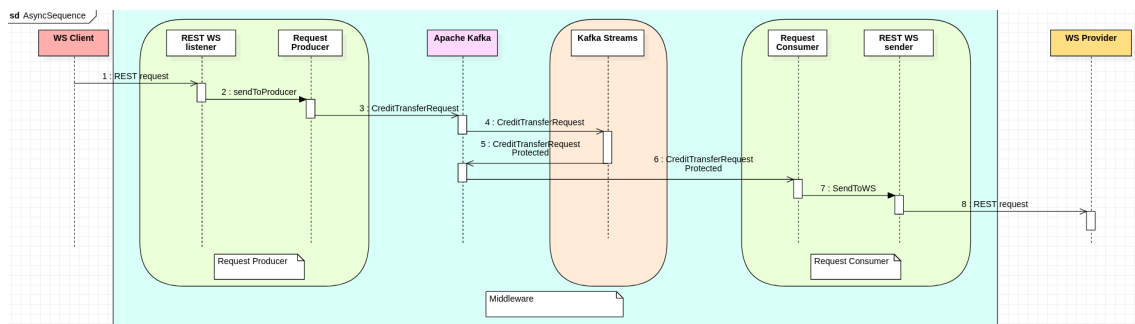 sd AsyncSequence
WS Client
REST WS
listener
Request
Producer
Apache Kafka
Kafka Streams
Request
Consumer
REST WS
sender
WS Provider
1 : REST request
2 : sendToProducer
3 : CreditTransferRequest
4 : CreditTransferRequest
5 : CreditTransferRequest
Protected
6 : CreditTransferRequest
Protected
7 : SendToWS
8 : REST request
Request Producer
Request Consumer
Middleware